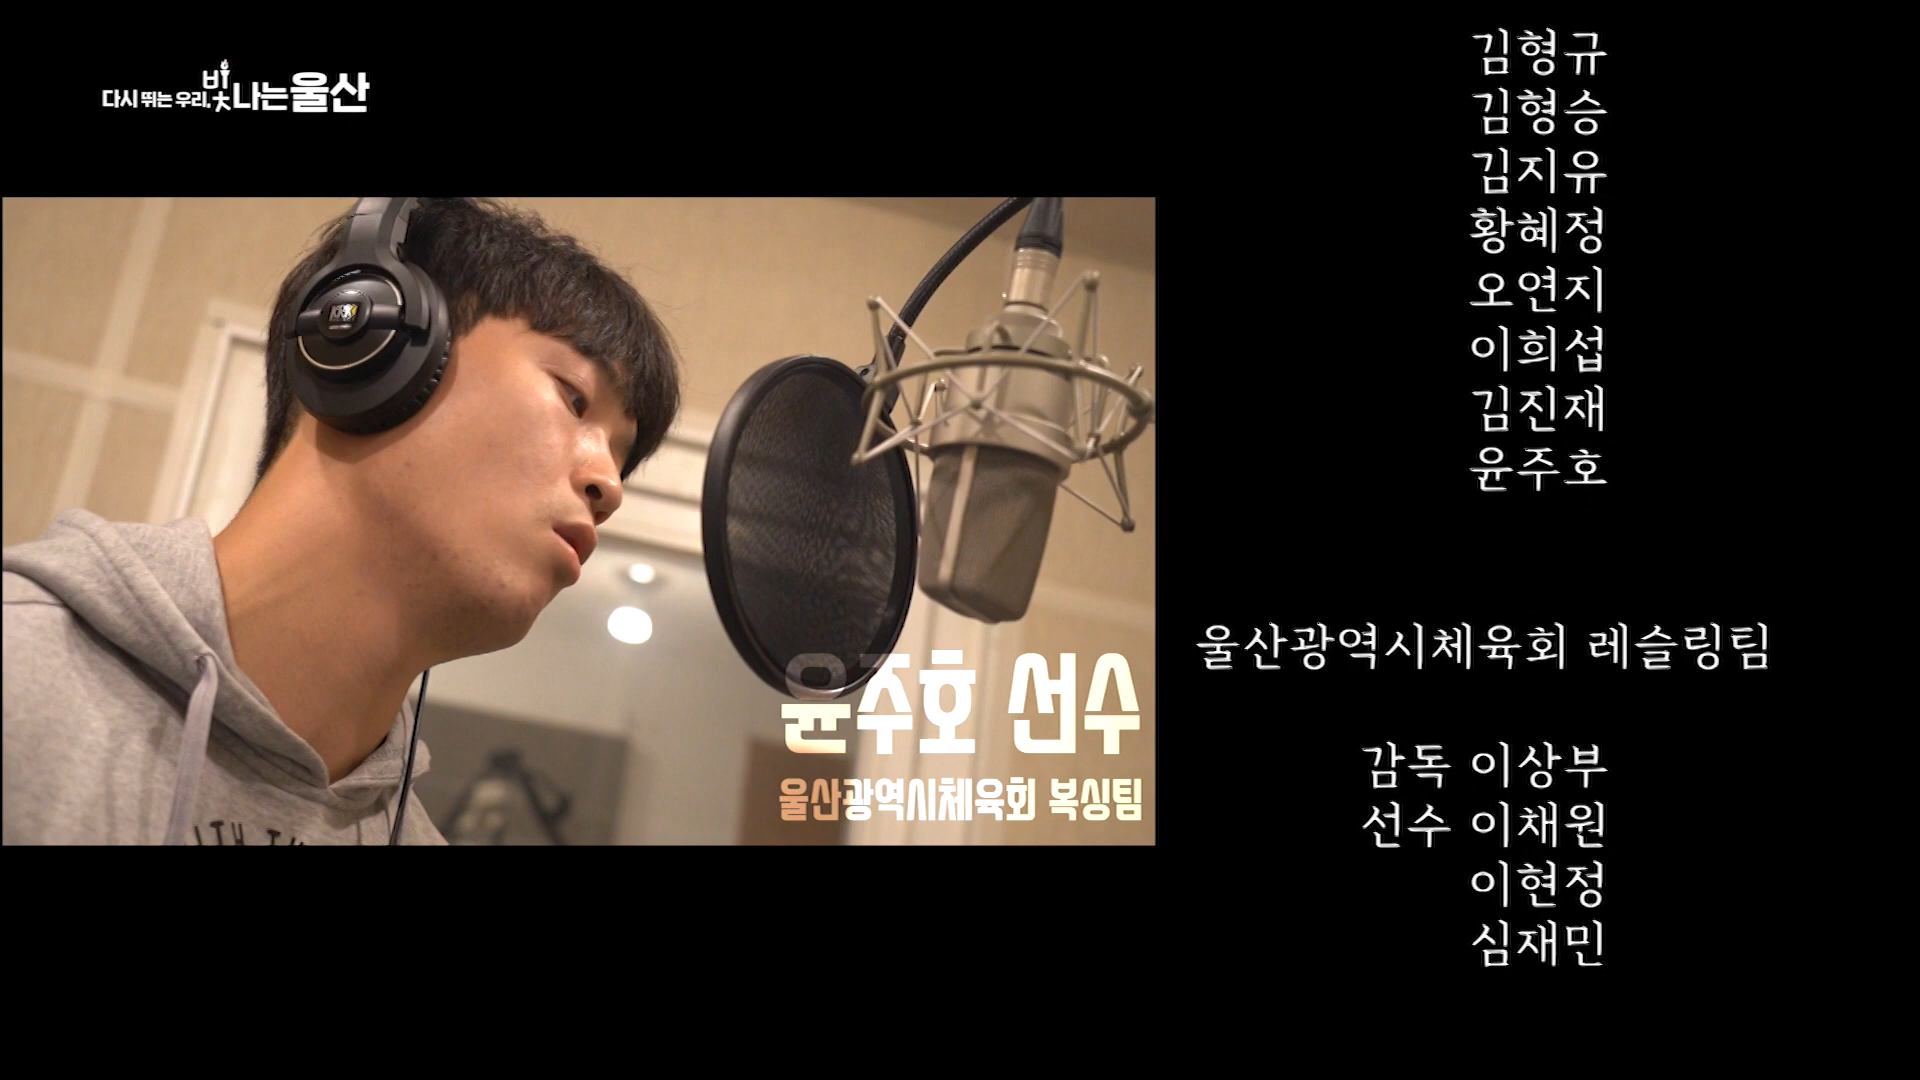 다시 뛰는 우리, 빛나는 울산
KRK
윤주호 선수
울산광역시체육회 복싱팀
김형규
김형승
김지유
황혜정
오연지
이희섭
김진재
윤주호
울산광역시체육회 레슬링팀
감독 이상부
선수 이채원
이현정
심재민